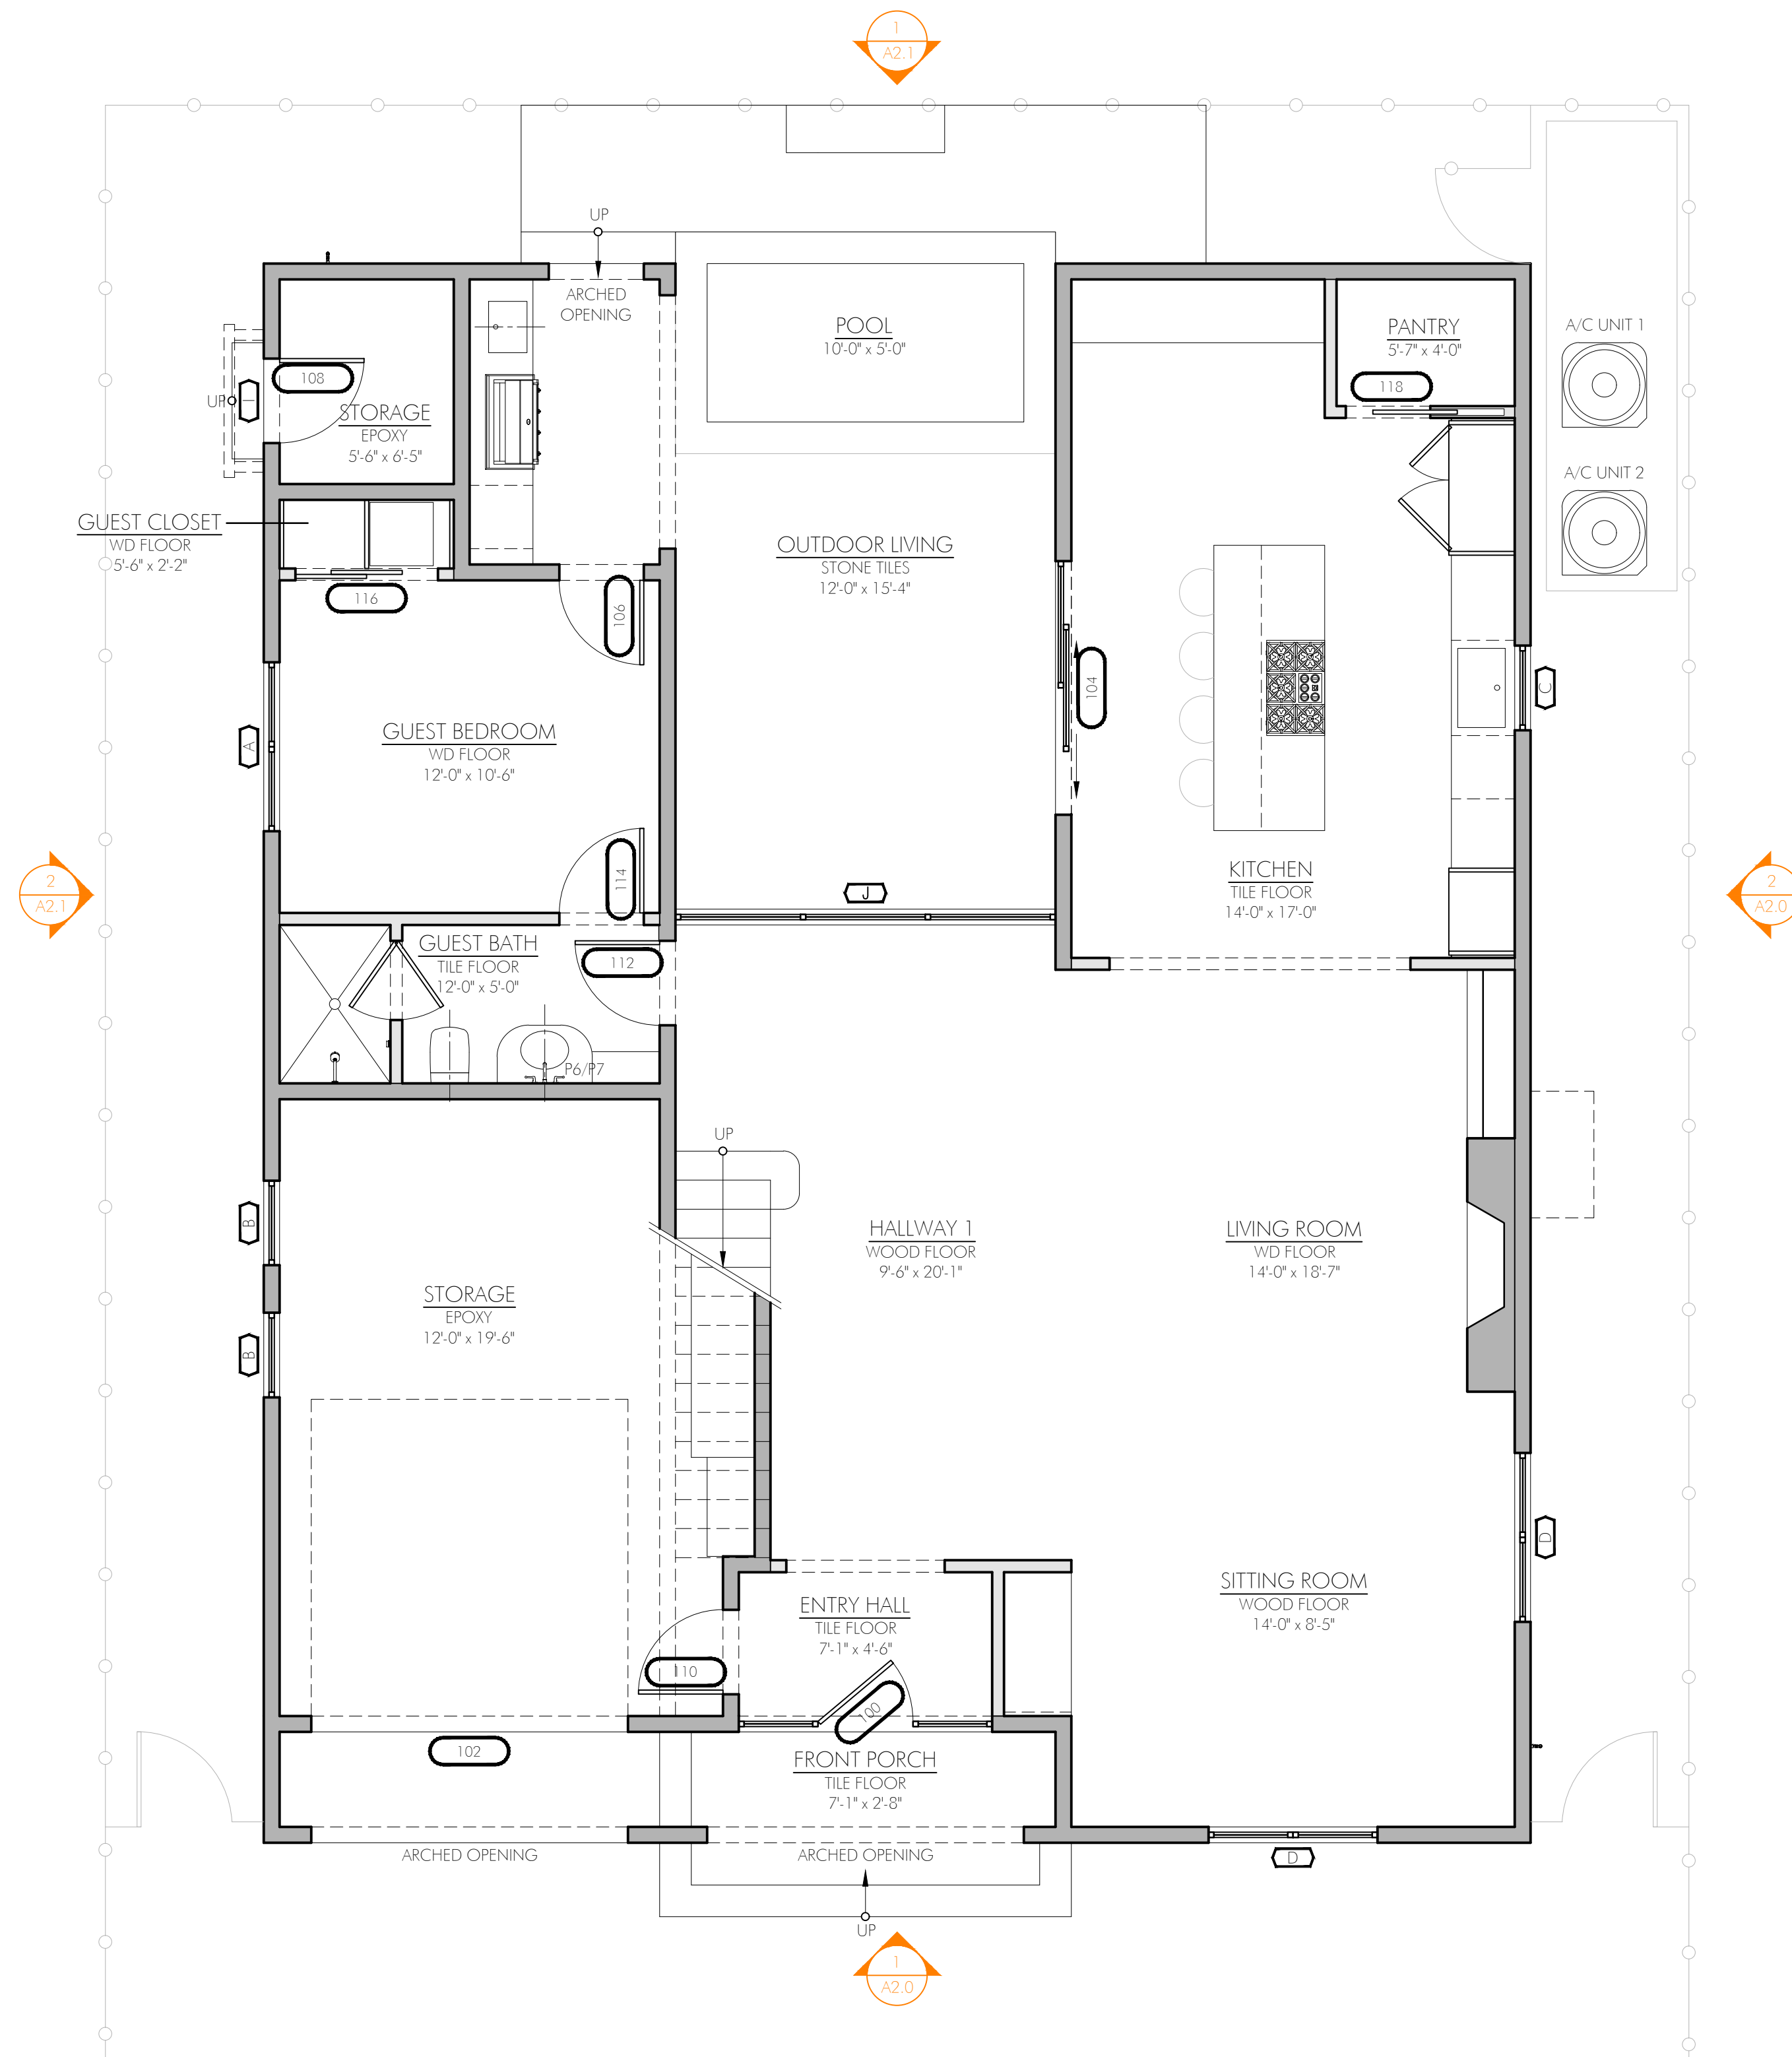 1
A2.1
UP
ARCHED
OPENING
POOL
10'-0" x 5'-0"
PANTRY
5'-7" x 4'-0"
A/C UNIT 1
108
118
UP
I
STORAGE
EPOXY
5'-6" x 6'-5"
A/C UNIT 2
GUEST CLOSET
WD FLOOR
5'-6" x 2'-2"
OUTDOOR LIVING
STONE TILES
12'-0" x 15'-4"
116
106
104
C
GUEST BEDROOM
WD FLOOR
12'-0" x 10'-6"
A
114
J
KITCHEN
TILE FLOOR
14'-0" x 17'-0"
2
A2.1
2
A2.0
GUEST BATH
TILE FLOOR
12'-0" x 5'-0"
112
P6/P7
UP
B
HALLWAY 1
WOOD FLOOR
9'-6" x 20'-1"
LIVING ROOM
WD FLOOR
14'-0" x 18'-7"
STORAGE
EPOXY
12'-0" x 19'-6"
B
D
SITTING ROOM
WOOD FLOOR
14'-0" x 8'-5"
ENTRY HALL
TILE FLOOR
7'-1" x 4'-6"
110
100
102
FRONT PORCH
TILE FLOOR
7'-1" x 2'-8"
ARCHED OPENING
ARCHED OPENING
D
UP
1
A2.0